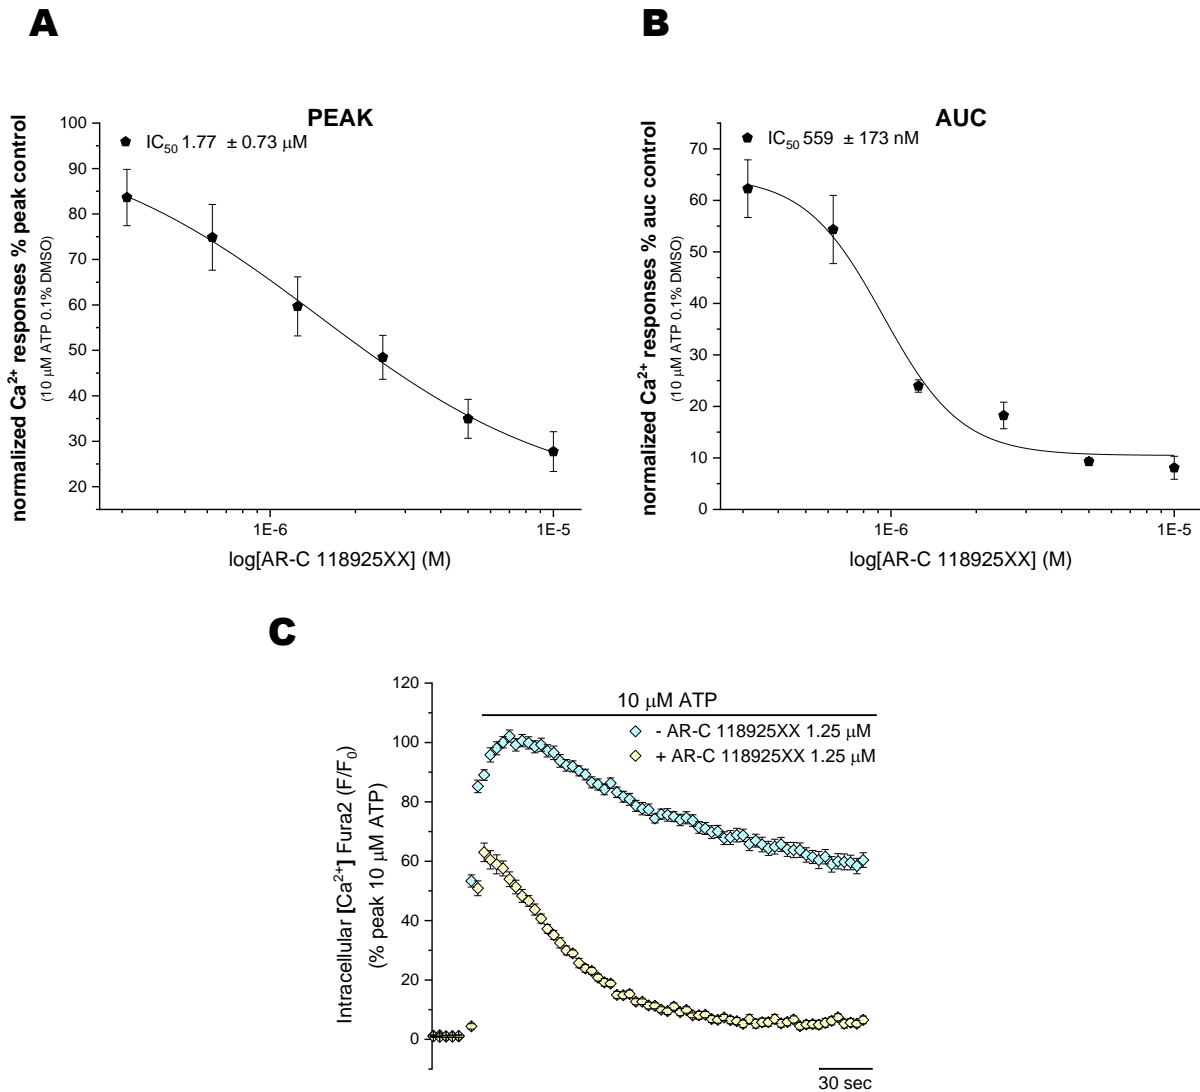 A
PEAK
IC50 1.77 ± 0.73 μM
normalized Ca2+ responses % peak control
(10 μM ATP 0.1% DMSO)
100
90
80
70
60
50
40
30
20
1E-6
1E-5
log[AR-C 118925XX] (M)
B
AUC
IC50 559 ± 173 nM
normalized Ca2+ responses % auc control
(10 μM ATP 0.1% DMSO)
70
60
50
40
30
20
10
0
1E-6
1E-5
log[AR-C 118925XX] (M)
C
Intracellular [Ca2+] Fura2 (F/F0)
(% peak 10 μM ATP)
120
100
80
60
40
20
0
10 μM ATP
- AR-C 118925XX 1.25 μM
+ AR-C 118925XX 1.25 μM
30 sec